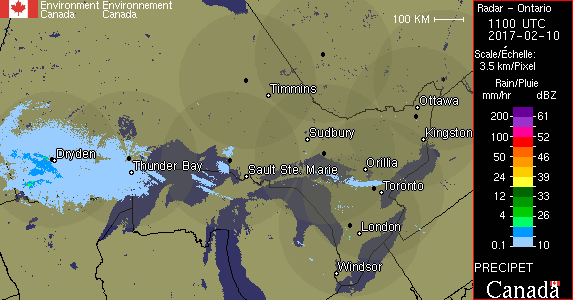 Environment Environnement
Canada Canada
100 KM
Timmins
Ottawa
Sudbury
Kingston
Dryden
Thunder Bay
Sault Ste. Marie
Orillia
Toronto
London
Windsor
Radar - Ontario
1100 UTC
2017-02-10
Scale/Échelle:
3.5 km/Pixel
Rain/Pluie
mm/hr dBZ
200 61
100 52
50 46
24 39
12 33
4 26
0.1 10
PRECIPET
Canada